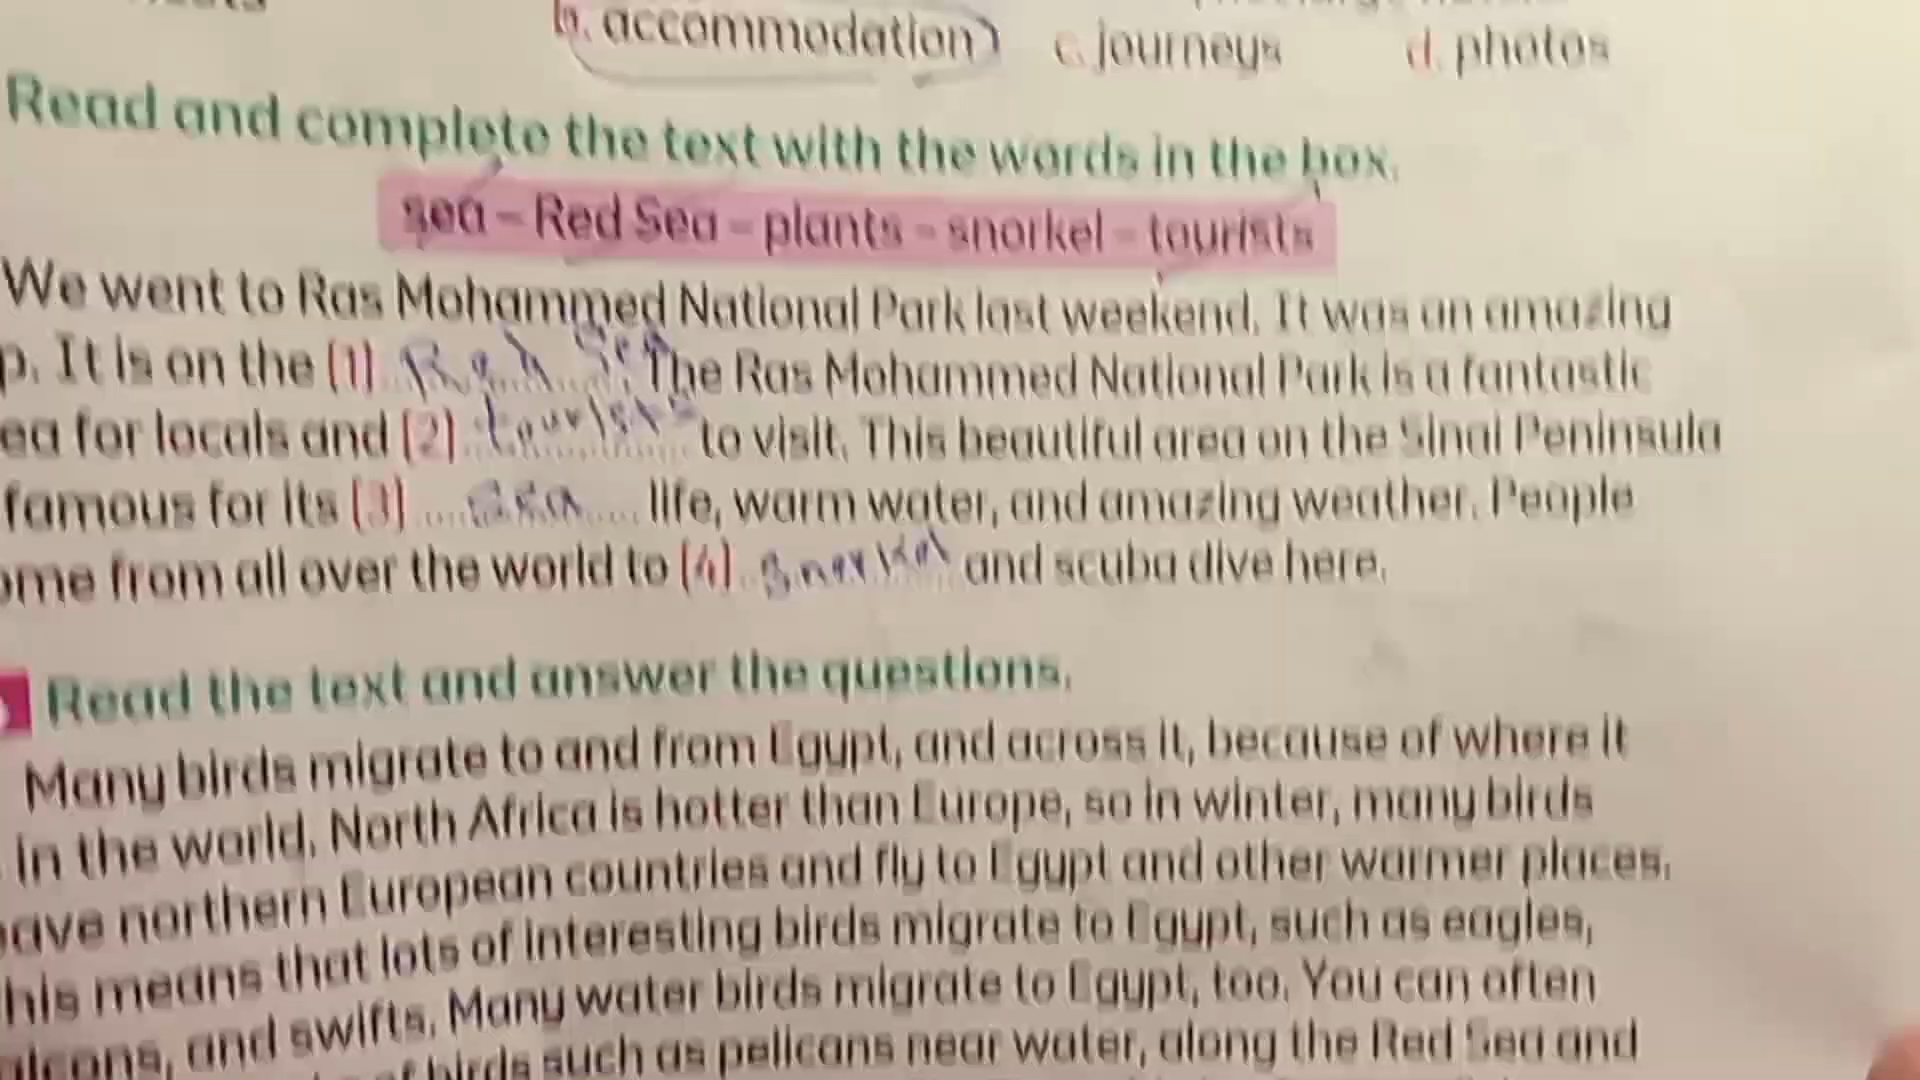 b. accommodation c. journeys d. photos
Read and complete the text with the words in the box.
sea - Red Sea - plants - snorkel - tourists
We went to Ras Mohammed National Park last weekend. It was an amazing
p. It is on the (1) Red Sea. The Ras Mohammed National Park is a fantastic
ea for locals and (2) tourists to visit. This beautiful area on the Sinai Peninsula
famous for its (3) sea life, warm water, and amazing weather. People
ome from all over the world to (4) snorkel and scuba dive here.
Read the text and answer the questions.
Many birds migrate to and from Egypt, and across it, because of where it
in the world. North Africa is hotter than Europe, so in winter, many birds
eave northern European countries and fly to Egypt and other warmer places.
his means that lots of interesting birds migrate to Egypt, such as eagles,
alcons, and swifts. Many water birds migrate to Egypt, too. You can often
of birds such as pelicans near water, along the Red Sea and